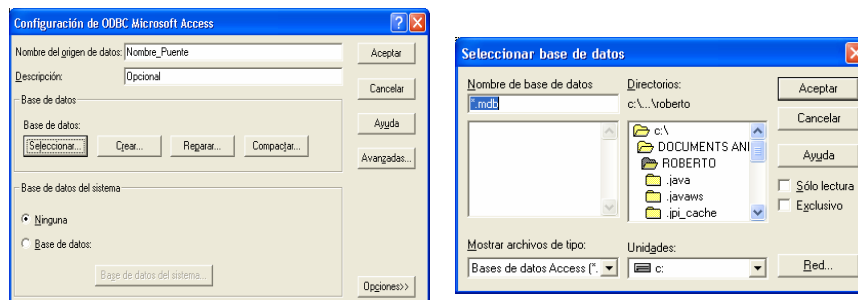 Configuración de ODBC Microsoft Access
Nombre del origen de datos: Nombre_Puente
Aceptar
Descripción: Opcional
Cancelar
Base de datos
Base de datos:
Ayuda
Seleccionar... Crear... Reparar... Compactar...
Avanzadas...
Base de datos del sistema
Ninguna
Base de datos:
Base de datos del sistema...
Opciones>>
Seleccionar base de datos
Nombre de base de datos Directorios:
Aceptar
*.mdb c:\...\roberto
Cancelar
c:\
DOCUMENTS ANI
Ayuda
ROBERTO
.java
Sólo lectura
.javaws
Exclusivo
.jpi_cache
Mostrar archivos de tipo: Unidades:
Bases de datos Access (*. c: Red...